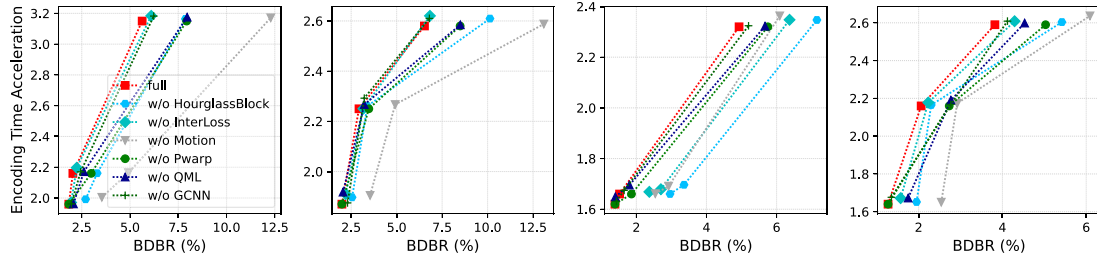 Encoding Time Acceleration
3.2
3.0
2.8
2.6
2.4
2.2
2.0
full
w/o HourglassBlock
w/o InterLoss
w/o Motion
w/o Pwarp
w/o QML
w/o GCNN
2.5 5.0 7.5 10.0 12.5
BDBR (%)
2.6
2.4
2.2
2.0
2.5 5.0 7.5 10.0 12.5
BDBR (%)
2.4
2.2
2.0
1.8
1.6
2 4 6
BDBR (%)
2.6
2.4
2.2
2.0
1.8
1.6
2 4 6
BDBR (%)